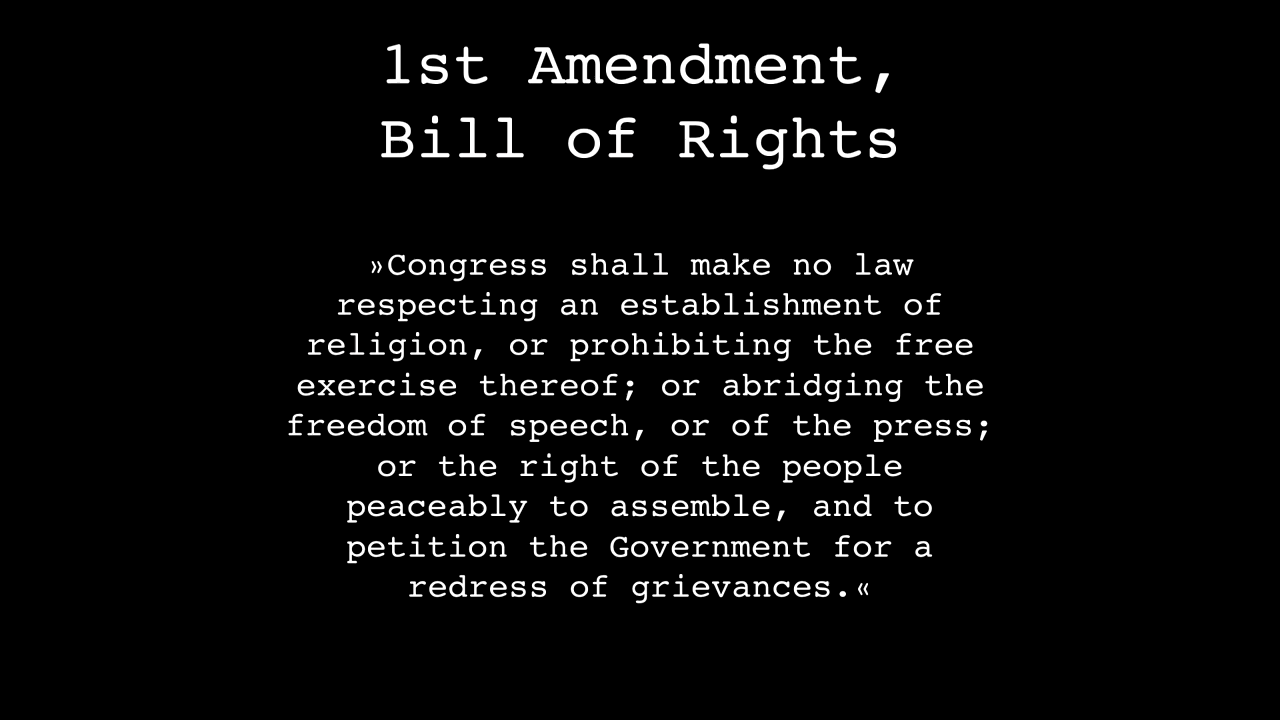 1st Amendment,
Bill of Rights
»Congress shall make no law
respecting an establishment of
religion, or prohibiting the free
exercise thereof; or abridging the
freedom of speech, or of the press;
or the right of the people
peaceably to assemble, and to
petition the Government for a
redress of grievances.«